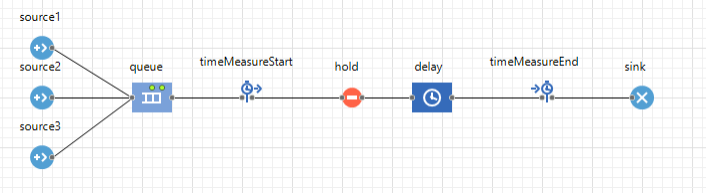 source1
source2
queue
timeMeasureStart
hold
delay
timeMeasureEnd
sink
source3